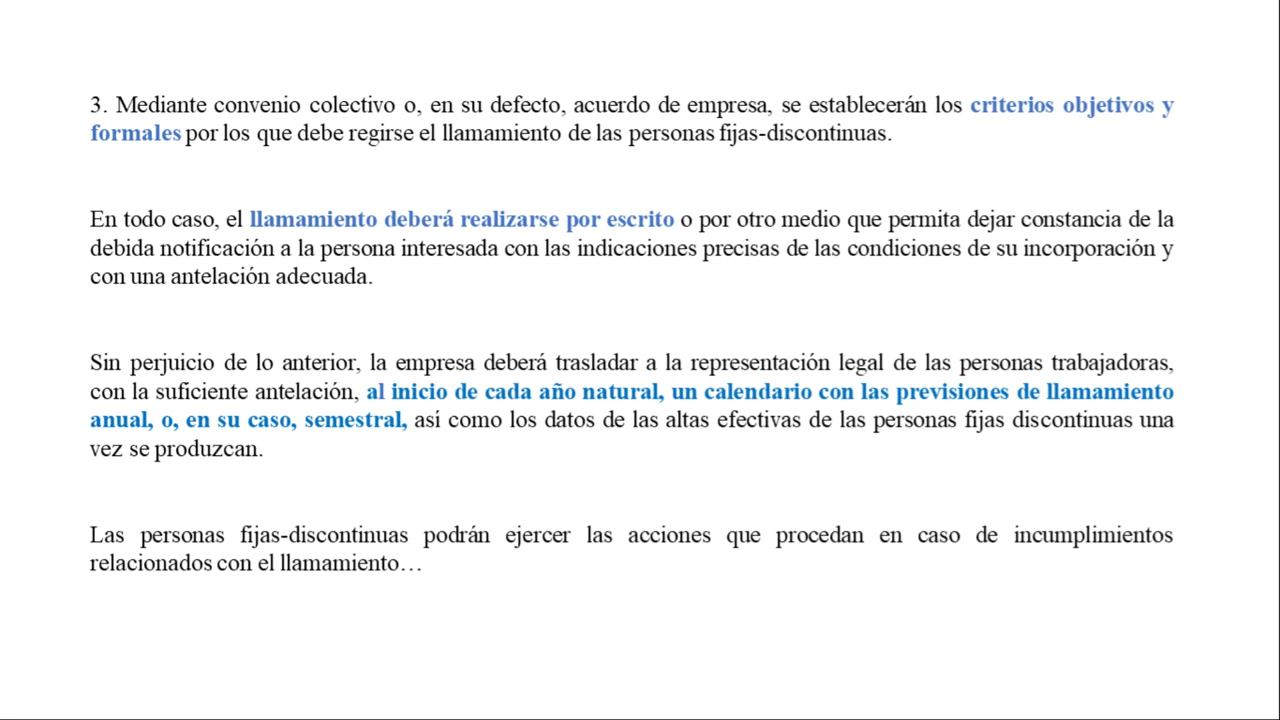 3. Mediante convenio colectivo o, en su defecto, acuerdo de empresa, se establecerán los criterios objetivos y
formales por los que debe regirse el llamamiento de las personas fijas-discontinuas.
En todo caso, el llamamiento deberá realizarse por escrito o por otro medio que permita dejar constancia de la
debida notificación a la persona interesada con las indicaciones precisas de las condiciones de su incorporación y
con una antelación adecuada.
Sin perjuicio de lo anterior, la empresa deberá trasladar a la representación legal de las personas trabajadoras,
con la suficiente antelación, al inicio de cada año natural, un calendario con las previsiones de llamamiento
anual, o, en su caso, semestral, así como los datos de las altas efectivas de las personas fijas discontinuas una
vez se produzcan.
Las personas fijas-discontinuas podrán ejercer las acciones que procedan en caso de incumplimientos
relacionados con el llamamiento…